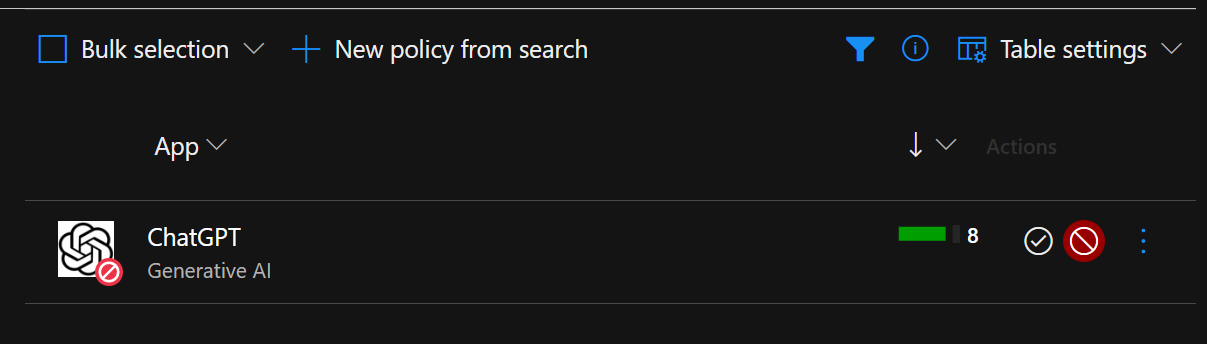 Bulk selection New policy from search Table settings
App Actions
ChatGPT 8
Generative AI